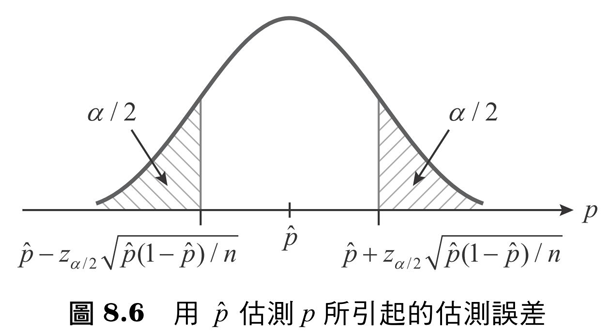 α / 2 α / 2
p
p̂
p̂ − z_{α/2}√(p̂(1−p̂) / n) p̂ + z_{α/2}√(p̂(1−p̂) / n)
圖 8.6 用 p̂ 估測 p 所引起的估測誤差